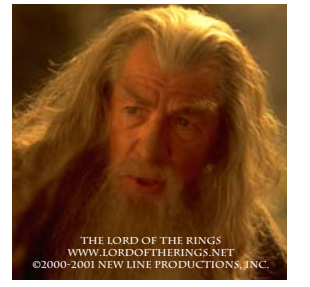 THE LORD OF THE RINGS
WWW.LORDOFTHERINGS.NET
©2000-2001 NEW LINE PRODUCTIONS, INC.